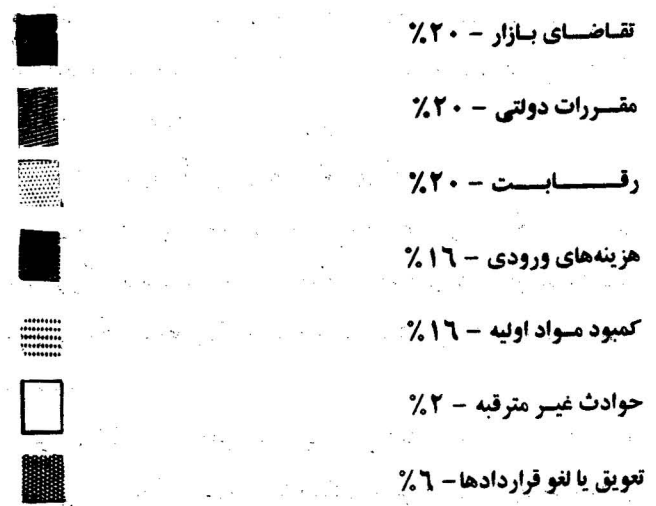 تقاضای بازار - ۲۰٪
مقررات دولتی - ۲۰٪
رقابت - ۲۰٪
هزینه‌های ورودی - ۱۶٪
کمبود مواد اولیه - ۱۶٪
حوادث غیر مترقبه - ۲٪
تعویق یا لغو قراردادها - ۶٪